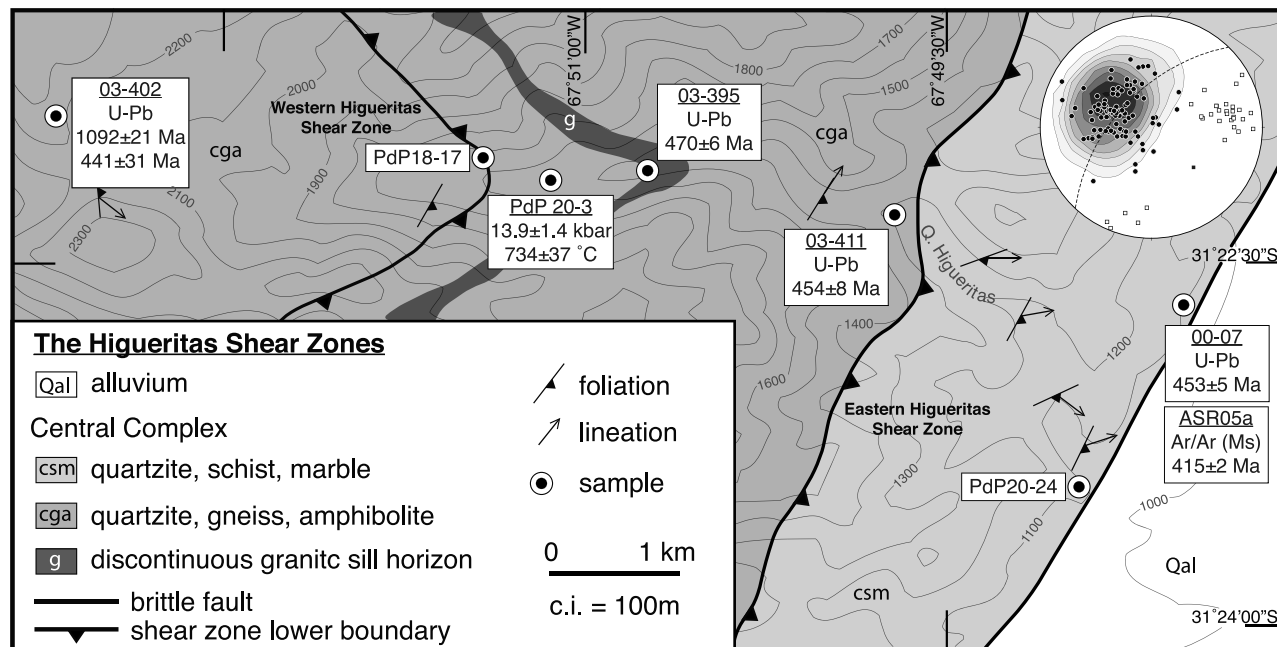 2200
67˚51'00"W
1700
67˚49'30"W
03-402
U-Pb
1092±21 Ma
441±31 Ma
2000
Western Higueritas
Shear Zone
1800
1500
03-395
U-Pb
470±6 Ma
g
cga
cga
PdP18-17
1900
2100
2300
PdP 20-3
13.9±1.4 kbar
734±37 ˚C
03-411
U-Pb
454±8 Ma
Q. Higueritas
31˚22'30"S
1400
1200
00-07
U-Pb
453±5 Ma
ASR05a
Ar/Ar (Ms)
415±2 Ma
1600
Eastern Higueritas
Shear Zone
1300
PdP20-24
1000
1100
Qal
csm
31˚24'00"S
The Higueritas Shear Zones
Qal alluvium
Central Complex
csm quartzite, schist, marble
cga quartzite, gneiss, amphibolite
g discontinuous granitc sill horizon
brittle fault
shear zone lower boundary
foliation
lineation
sample
0 1 km
c.i. = 100m